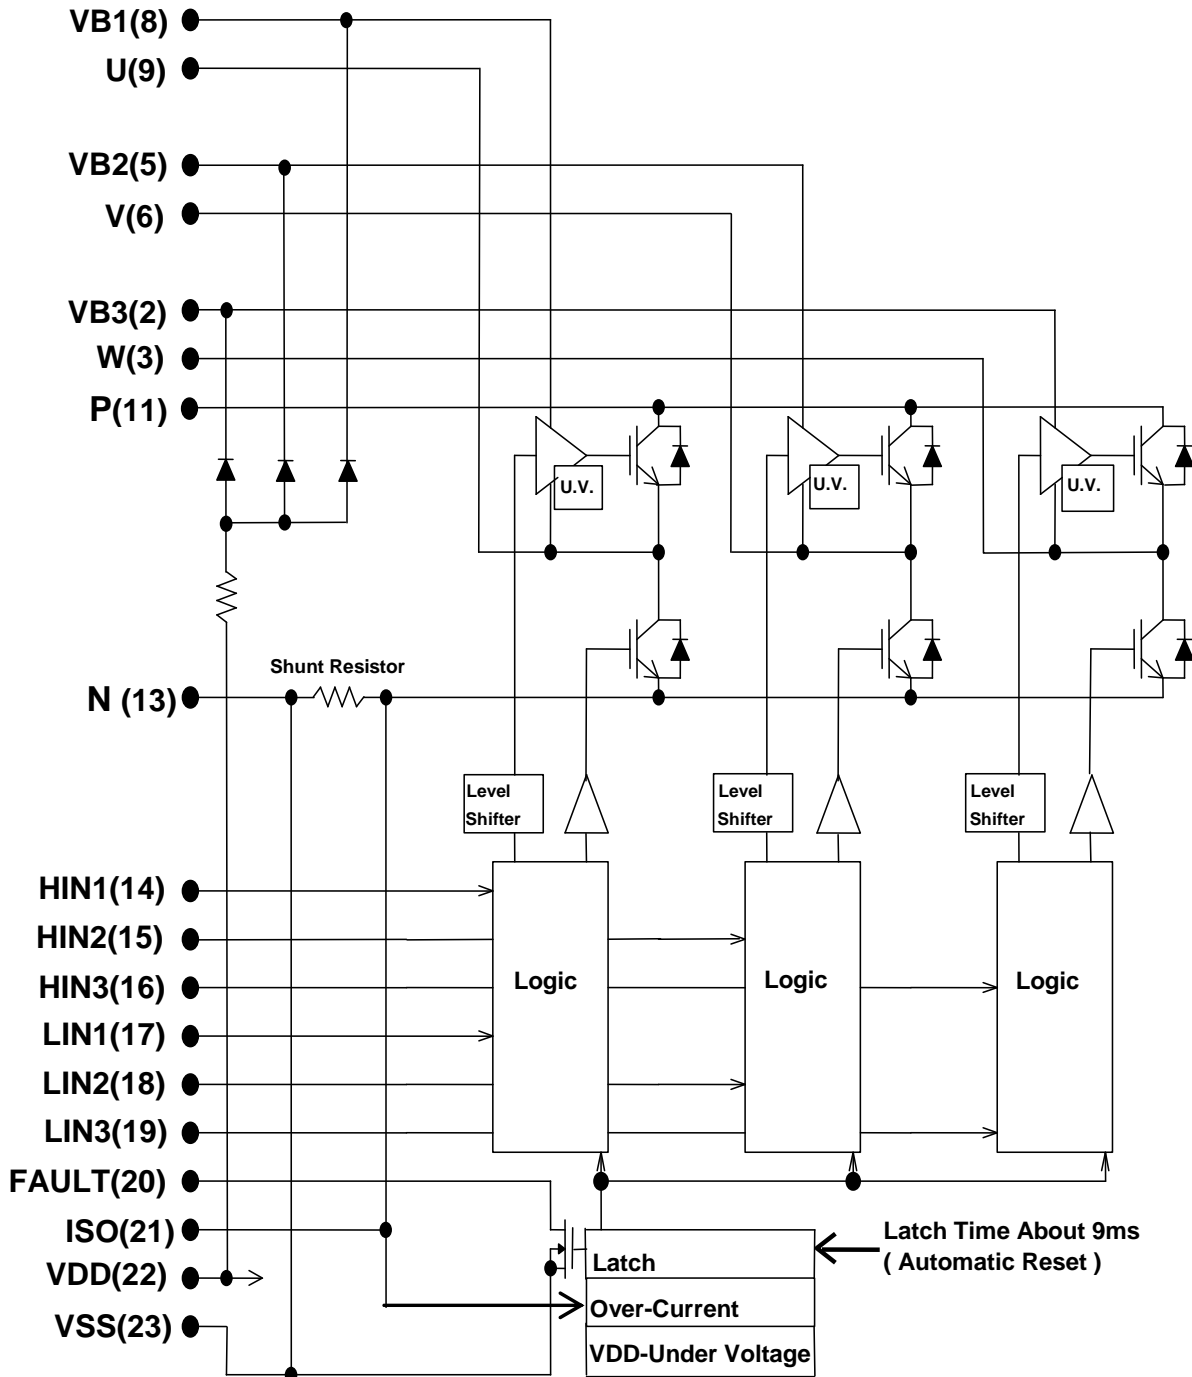 VB1(8)
U(9)
VB2(5)
V(6)
VB3(2)
W(3)
P(11)
U.V.
U.V.
U.V.
Shunt Resistor
N (13)
Level
Shifter
Level
Shifter
Level
Shifter
HIN1(14)
HIN2(15)
HIN3(16)
LIN1(17)
LIN2(18)
LIN3(19)
Logic
Logic
Logic
FAULT(20)
ISO(21)
VDD(22)
VSS(23)
Latch
Over-Current
VDD-Under Voltage
Latch Time About 9ms
( Automatic Reset )